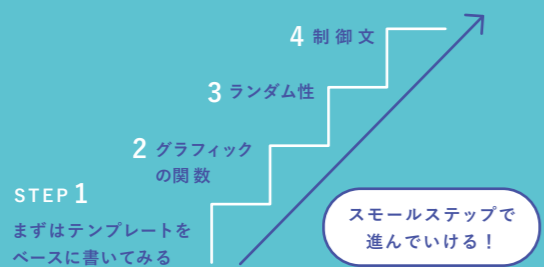 4 制御文
3 ランダム性
2 グラフィック
の関数
STEP 1
まずはテンプレートを
ベースに書いてみる
スモールステップで
進んでいける！